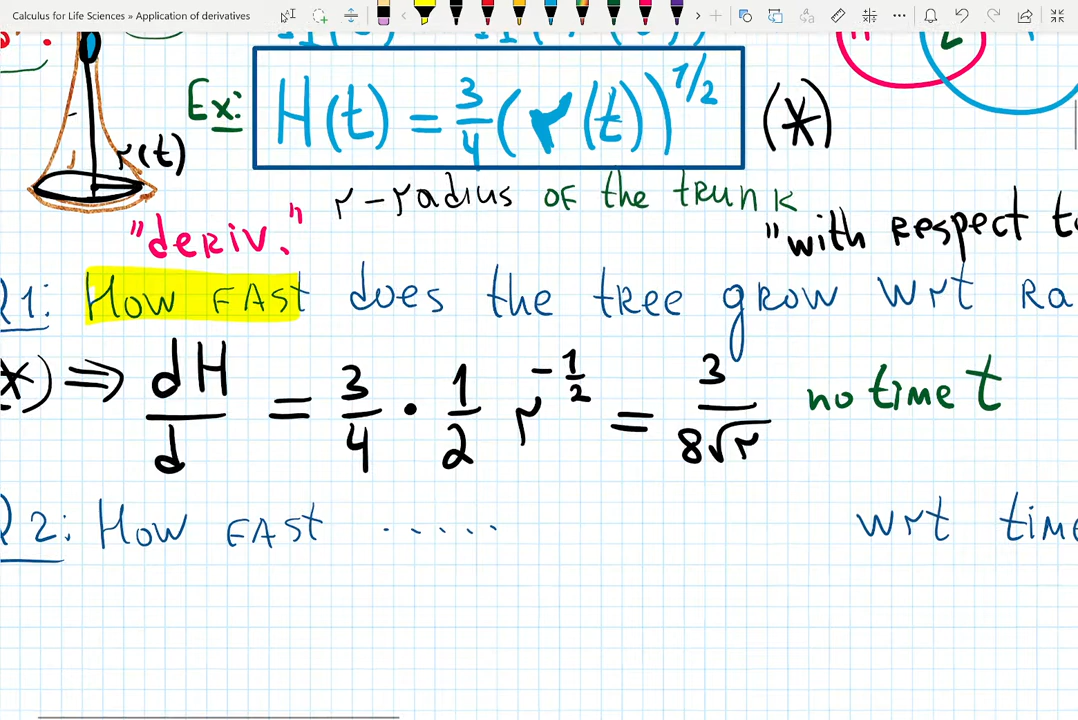 Calculus for Life Sciences » Application of derivatives
Ex: H(t) = 3/4 (r(t))^1/2 (*)
r(t)
r - radius of the trunk
"deriv." "with respect to
Q1: How fast does the tree grow wrt Ra
*) ⇒ dH/d = 3/4 · 1/2 r^-1/2 = 3/(8√r) no time t
Q2: How fast ..... wrt time